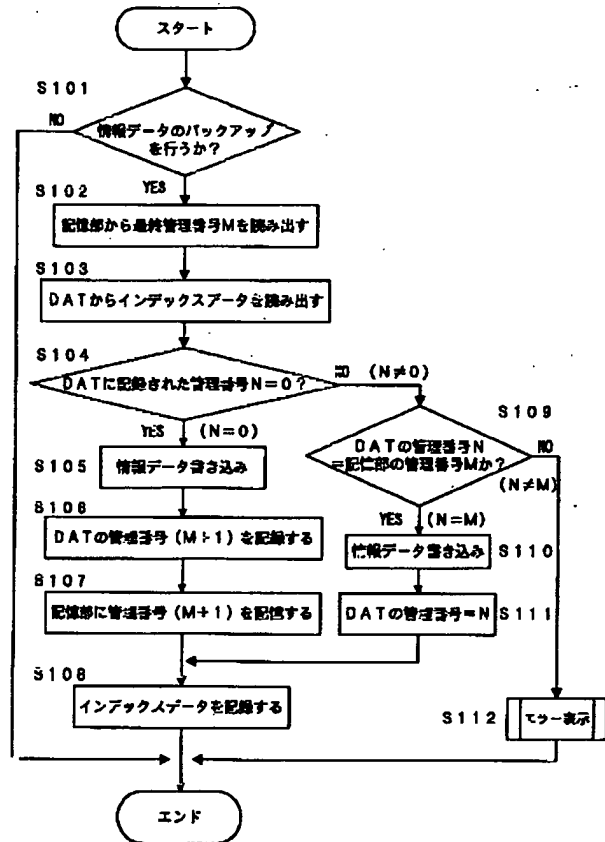 スタート
S101
NO
情報データのバックアップ
を行うか？
YES
S102
記憶部から最終管理番号Mを読み出す
S103
DATからインデックスデータを読み出す
S104
DATに記録された管理番号N=0？
NO (N≠0)
YES (N=0)
S105
情報データ書き込み
S106
DATの管理番号(M+1)を記録する
S107
記憶部に管理番号(M+1)を記憶する
S108
インデックスデータを記録する
S109
DATの管理番号N
=記憶部の管理番号Mか？
NO
(N≠M)
YES (N=M)
情報データ書き込み
S110
DATの管理番号=N
S111
S112
エラー表示
エンド